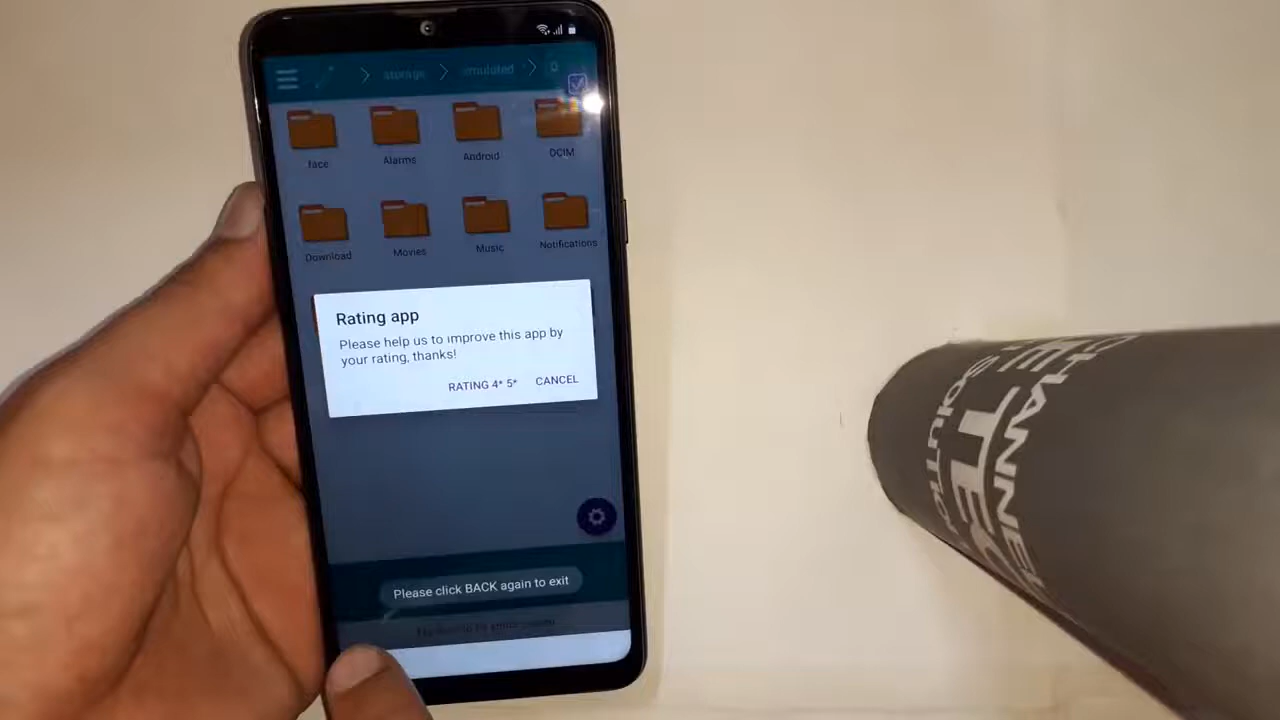 storage
emulated
0
face
Alarms
Android
DCIM
Download
Movies
Music
Notifications
Rating app
Please help us to improve this app by
your rating, thanks!
RATING 4* 5*
CANCEL
Please click BACK again to exit
CHANNEL